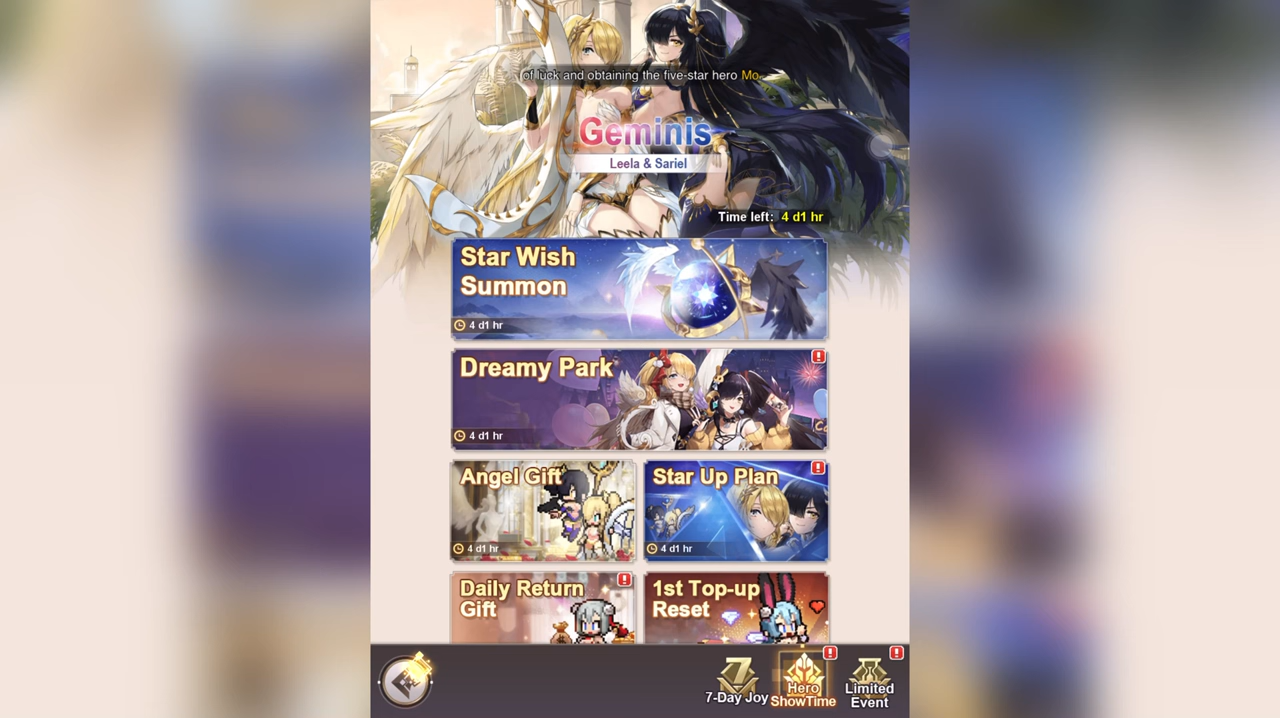 of luck and obtaining the five-star hero Mo
Geminis
Leela & Sariel
Time left: 4 d1 hr
Star Wish
Summon
4 d1 hr
Dreamy Park
4 d1 hr
Angel Gift
4 d1 hr
Star Up Plan
4 d1 hr
Daily Return
Gift
1st Top-up
Reset
7-Day Joy
Hero
ShowTime
Limited
Event